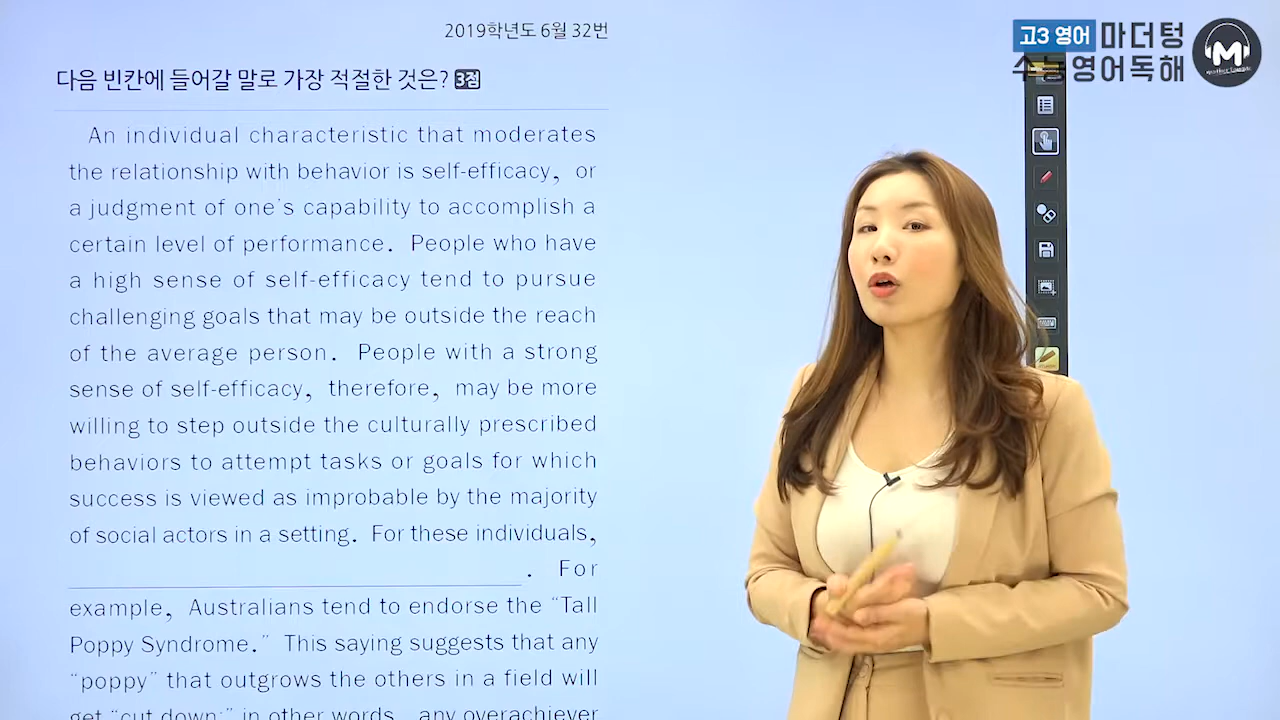 2019학년도 6월 32번
고3 영어 마더텅
수능영어독해
다음 빈칸에 들어갈 말로 가장 적절한 것은? 3점
An individual characteristic that moderates
the relationship with behavior is self-efficacy, or
a judgment of one's capability to accomplish a
certain level of performance. People who have
a high sense of self-efficacy tend to pursue
challenging goals that may be outside the reach
of the average person. People with a strong
sense of self-efficacy, therefore, may be more
willing to step outside the culturally prescribed
behaviors to attempt tasks or goals for which
success is viewed as improbable by the majority
of social actors in a setting. For these individuals,
. For
example, Australians tend to endorse the “Tall
Poppy Syndrome.” This saying suggests that any
“poppy” that outgrows the others in a field will
get “cut down;” in other words, any overachiever
M